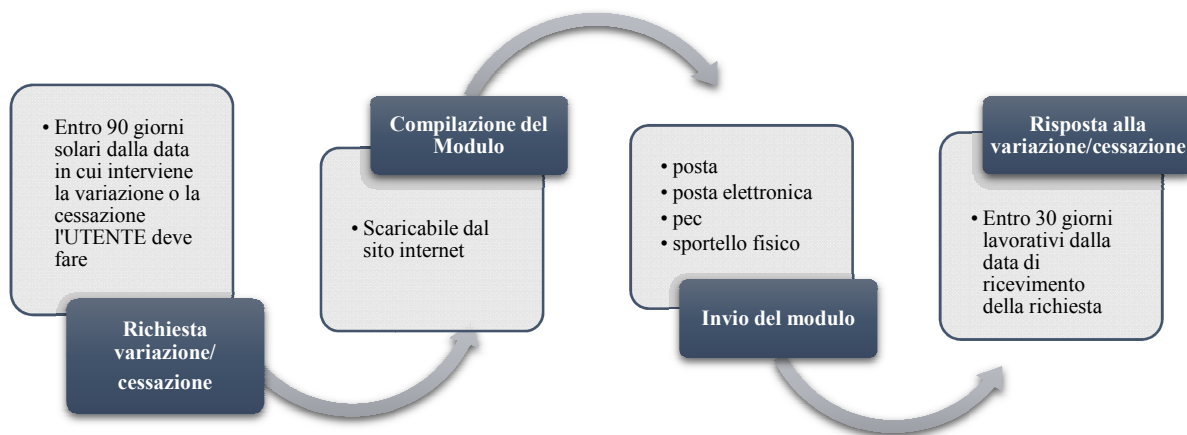 • Entro 90 giorni
solari dalla data
in cui interviene
la variazione o la
cessazione
l'UTENTE deve
fare
Richiesta
variazione/
cessazione
Compilazione del
Modulo
• Scaricabile dal
sito internet
• posta
• posta elettronica
• pec
• sportello fisico
Invio del modulo
Risposta alla
variazione/cessazione
• Entro 30 giorni
lavorativi dalla
data di
ricevimento
della richiesta